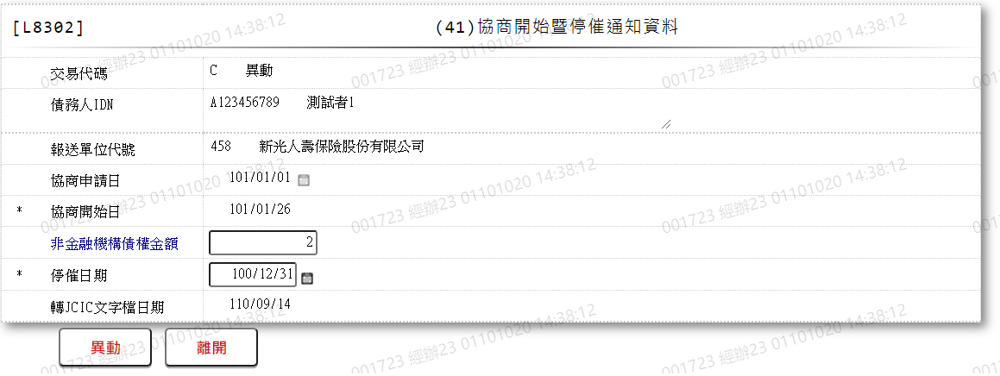 [L8302] (41)協商開始暨停催通知資料
交易代碼 C 異動
債務人IDN A123456789 測試者1
報送單位代號 458 新光人壽保險股份有限公司
協商申請日 101/01/01
* 協商開始日 101/01/26
非金融機構債權金額 2
* 停催日期 100/12/31
轉JCIC文字檔日期 110/09/14
異動 離開
001723 經辦23 01101020 14:38:12